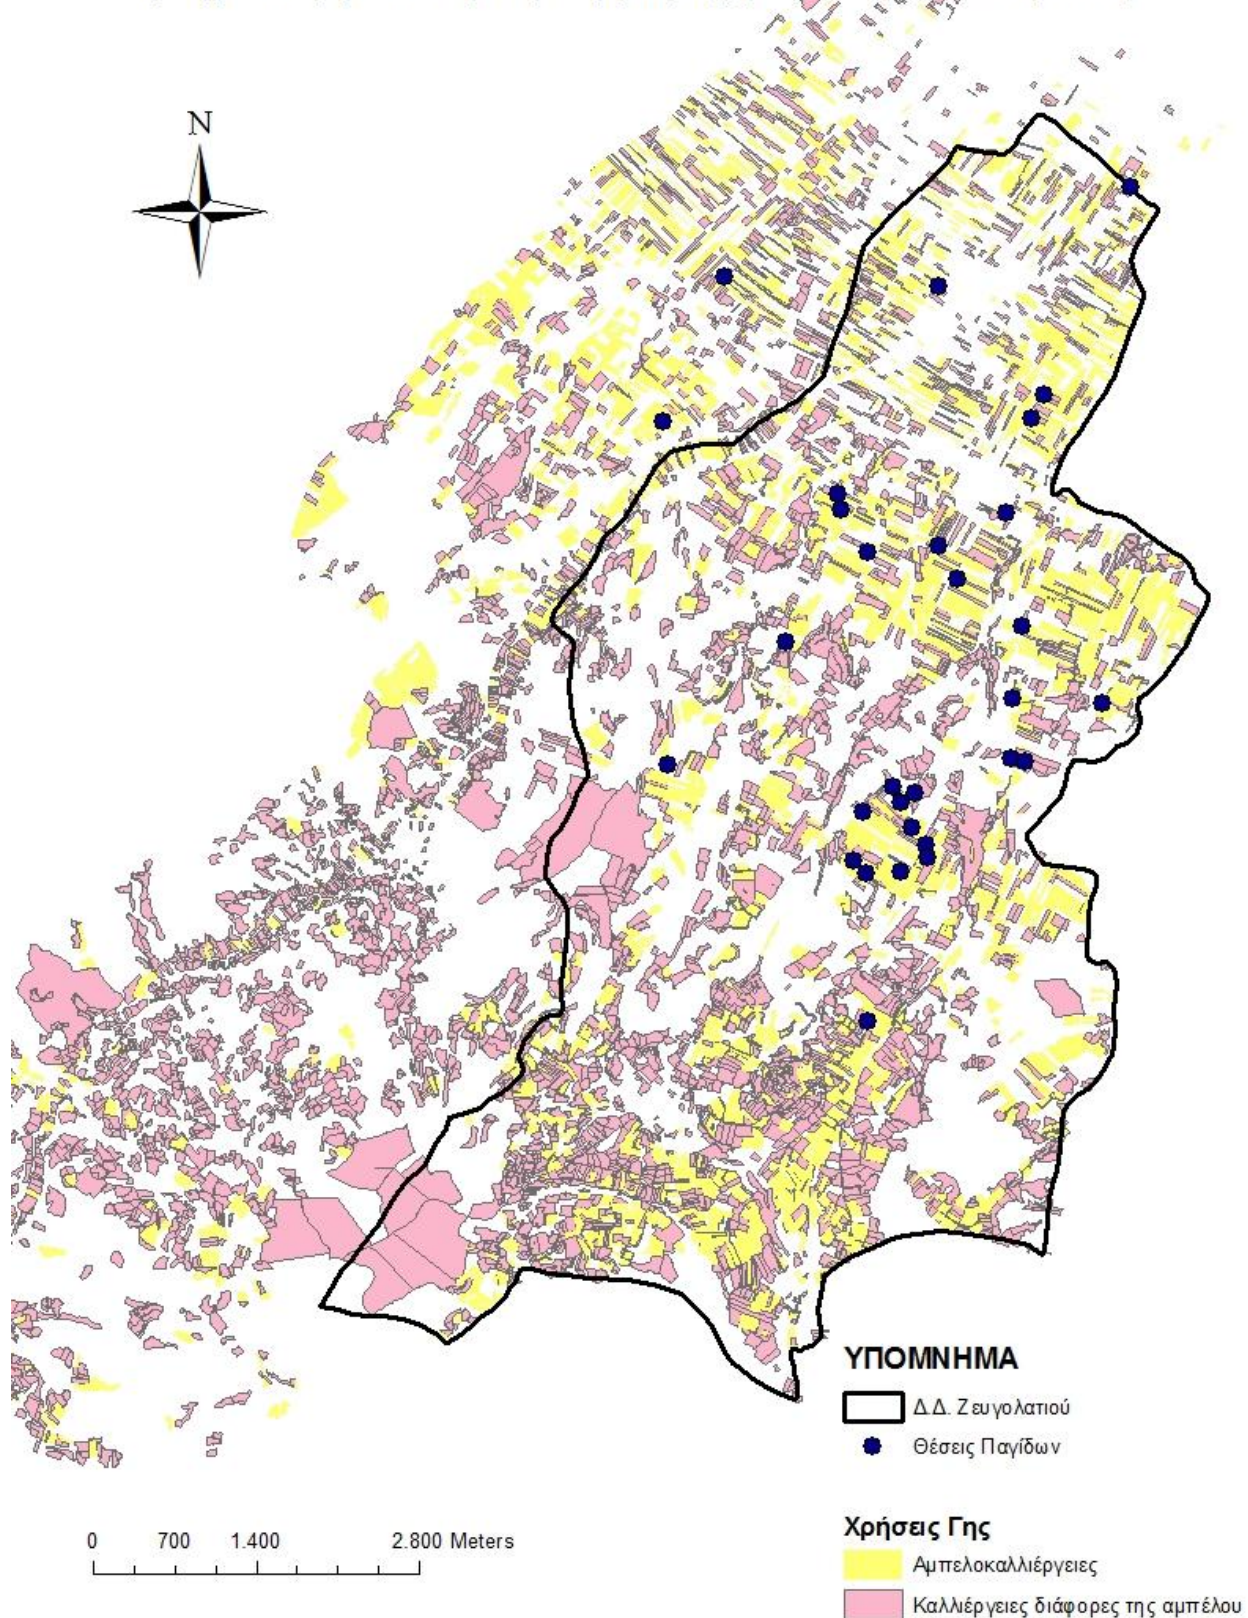 N
ΥΠΟΜΝΗΜΑ
Δ.Δ. Ζευγολατιού
Θέσεις Παγίδων
0 700 1.400 2.800 Meters
Χρήσεις Γης
Αμπελοκαλλιέργειες
Καλλιέργειες διάφορες της αμπέλου